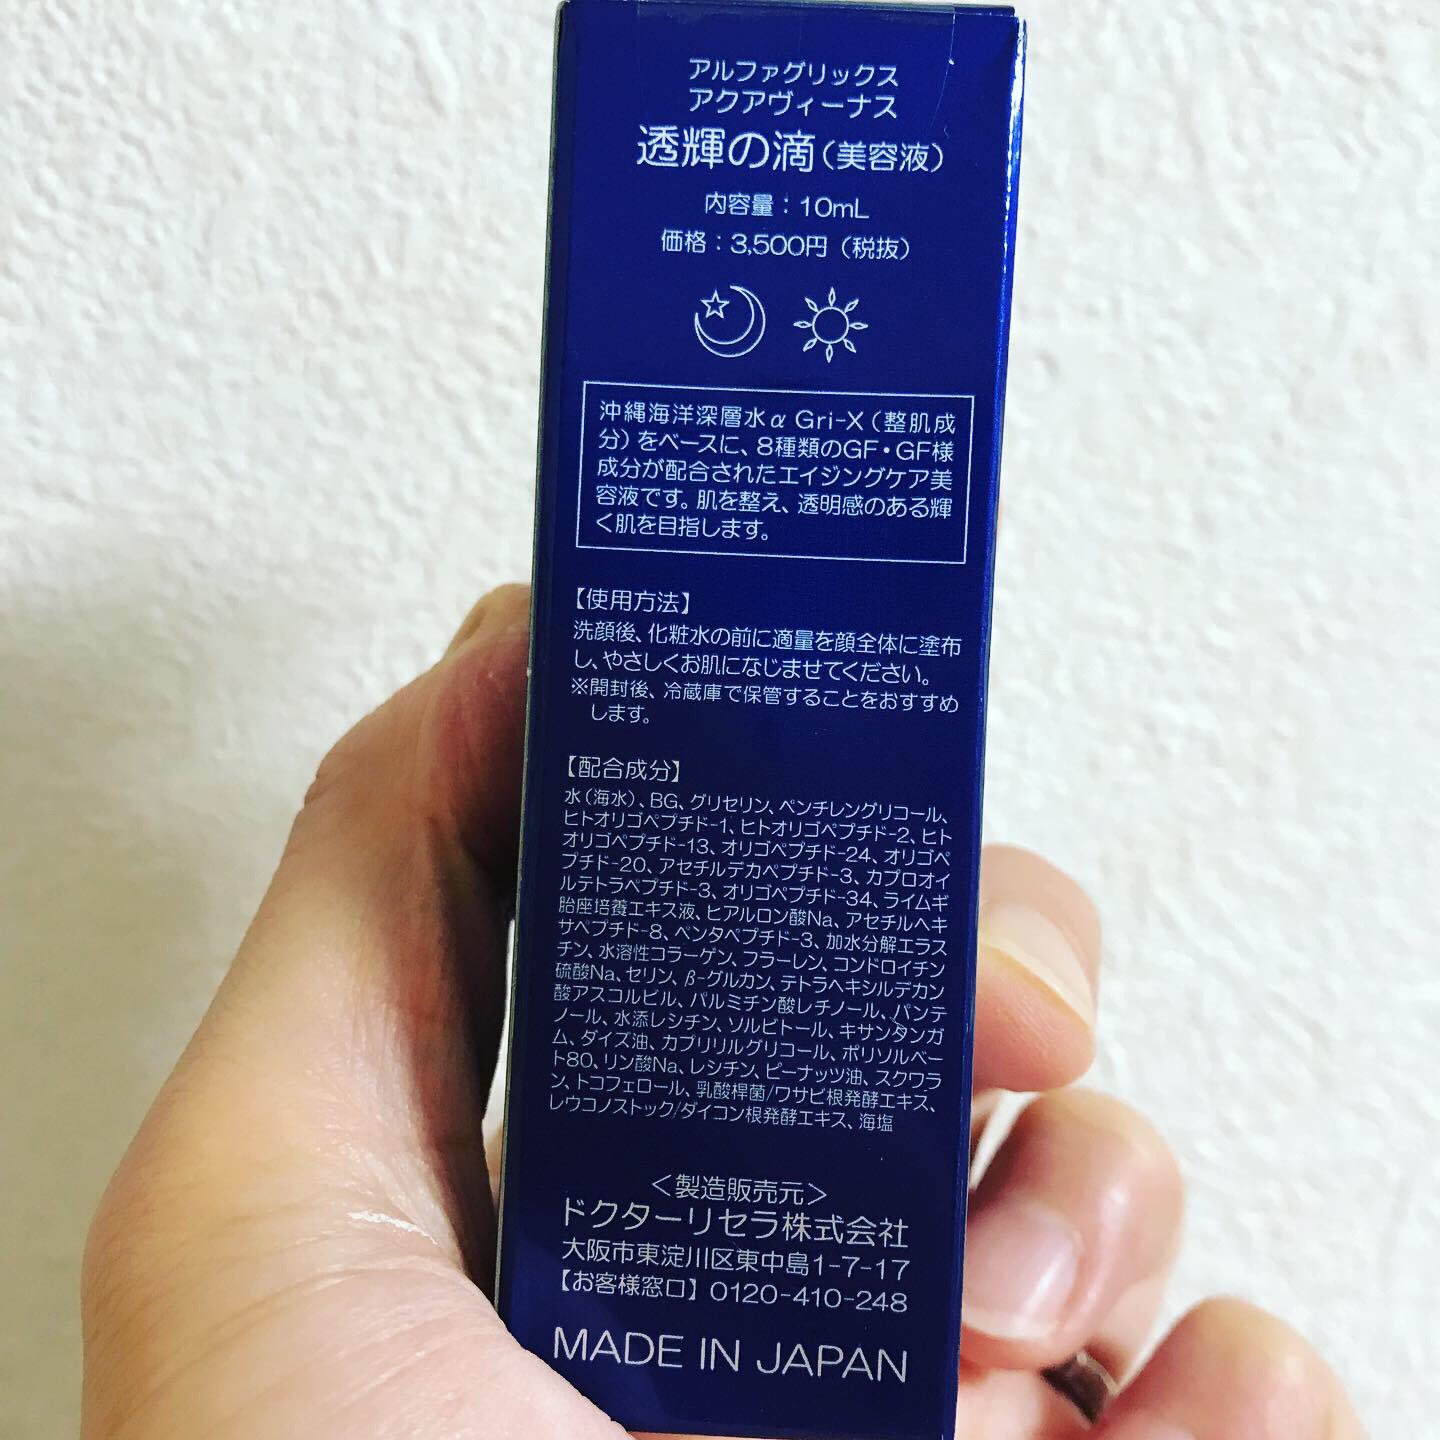 アルファグリックス
アクアヴィーナス
透輝の滴(美容液)
内容量：10mL
価格：3,500円（税抜）
沖縄海洋深層水α Gri-X（整肌成
分）をベースに、8種類のGF・GF様
成分が配合されたエイジングケア美
容液です。肌を整え、透明感のある輝
く肌を目指します。
【使用方法】
洗顔後、化粧水の前に適量を顔全体に塗布
し、やさしくお肌になじませてください。
※開封後、冷蔵庫で保管することをおすすめ
します。
【配合成分】
水（海水）、BG、グリセリン、ペンチレングリコール、
ヒトオリゴペプチド-1、ヒトオリゴペプチド-2、ヒト
オリゴペプチド-13、オリゴペプチド-24、オリゴペ
プチド-20、アセチルデカペプチド-3、カプロオイ
ルテトラペプチド-3、オリゴペプチド-34、ライムギ
胎座培養エキス液、ヒアルロン酸Na、アセチルヘキ
サペプチド-8、ペンタペプチド-3、加水分解エラス
チン、水溶性コラーゲン、フラーレン、コンドロイチン
硫酸Na、セリン、β-グルカン、テトラヘキシルデカン
酸アスコルビル、パルミチン酸レチノール、パンテ
ノール、水添レシチン、ソルビトール、キサンタンガ
ム、ダイズ油、カプリリルグリコール、ポリソルベー
ト80、リン酸Na、レシチン、ピーナッツ油、スクワラ
ン、トコフェロール、乳酸桿菌/ワサビ根発酵エキス、
レウコノストック/ダイコン根発酵エキス、海塩
＜製造販売元＞
ドクターリセラ株式会社
大阪市東淀川区東中島1-7-17
【お客様窓口】0120-410-248
MADE IN JAPAN